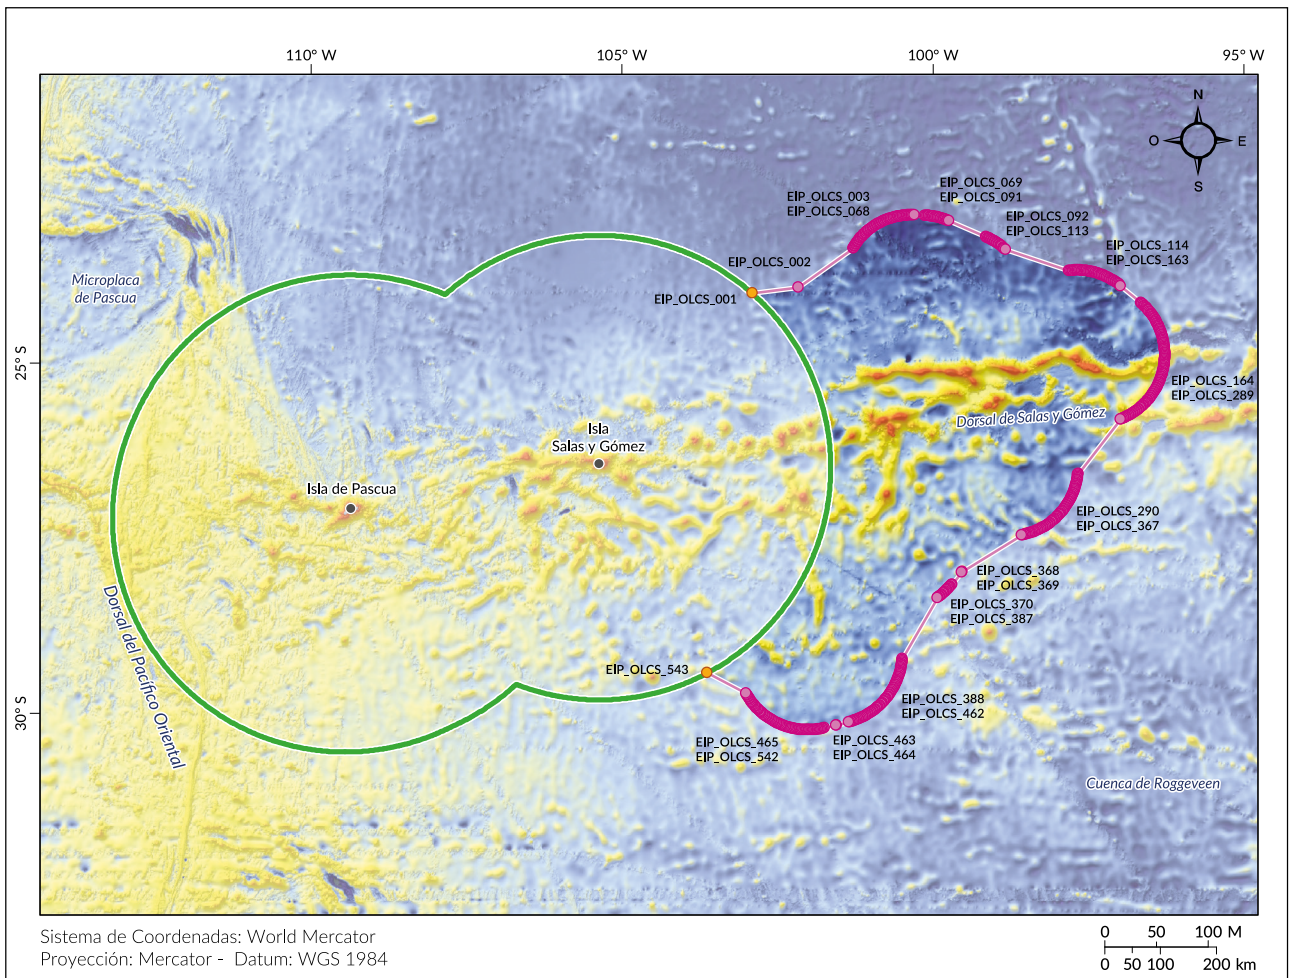 110° W
105° W
100° W
95° W
N
O
E
S
EIP_OLCS_003
EIP_OLCS_068
EIP_OLCS_069
EIP_OLCS_091
EIP_OLCS_092
EIP_OLCS_113
EIP_OLCS_114
EIP_OLCS_163
EIP_OLCS_002
EIP_OLCS_001
Microplaca
de Pascua
25° S
EIP_OLCS_164
EIP_OLCS_289
Dorsal de Salas y Gómez
Isla
Salas y Gómez
Isla de Pascua
EIP_OLCS_290
EIP_OLCS_367
EIP_OLCS_368
EIP_OLCS_369
EIP_OLCS_370
EIP_OLCS_387
Dorsal del Pacífico Oriental
EIP_OLCS_543
EIP_OLCS_388
EIP_OLCS_462
30° S
EIP_OLCS_465
EIP_OLCS_542
EIP_OLCS_463
EIP_OLCS_464
Cuenca de Roggeveen
Sistema de Coordenadas: World Mercator
Proyección: Mercator - Datum: WGS 1984
0 50 100 M
0 50 100 200 km